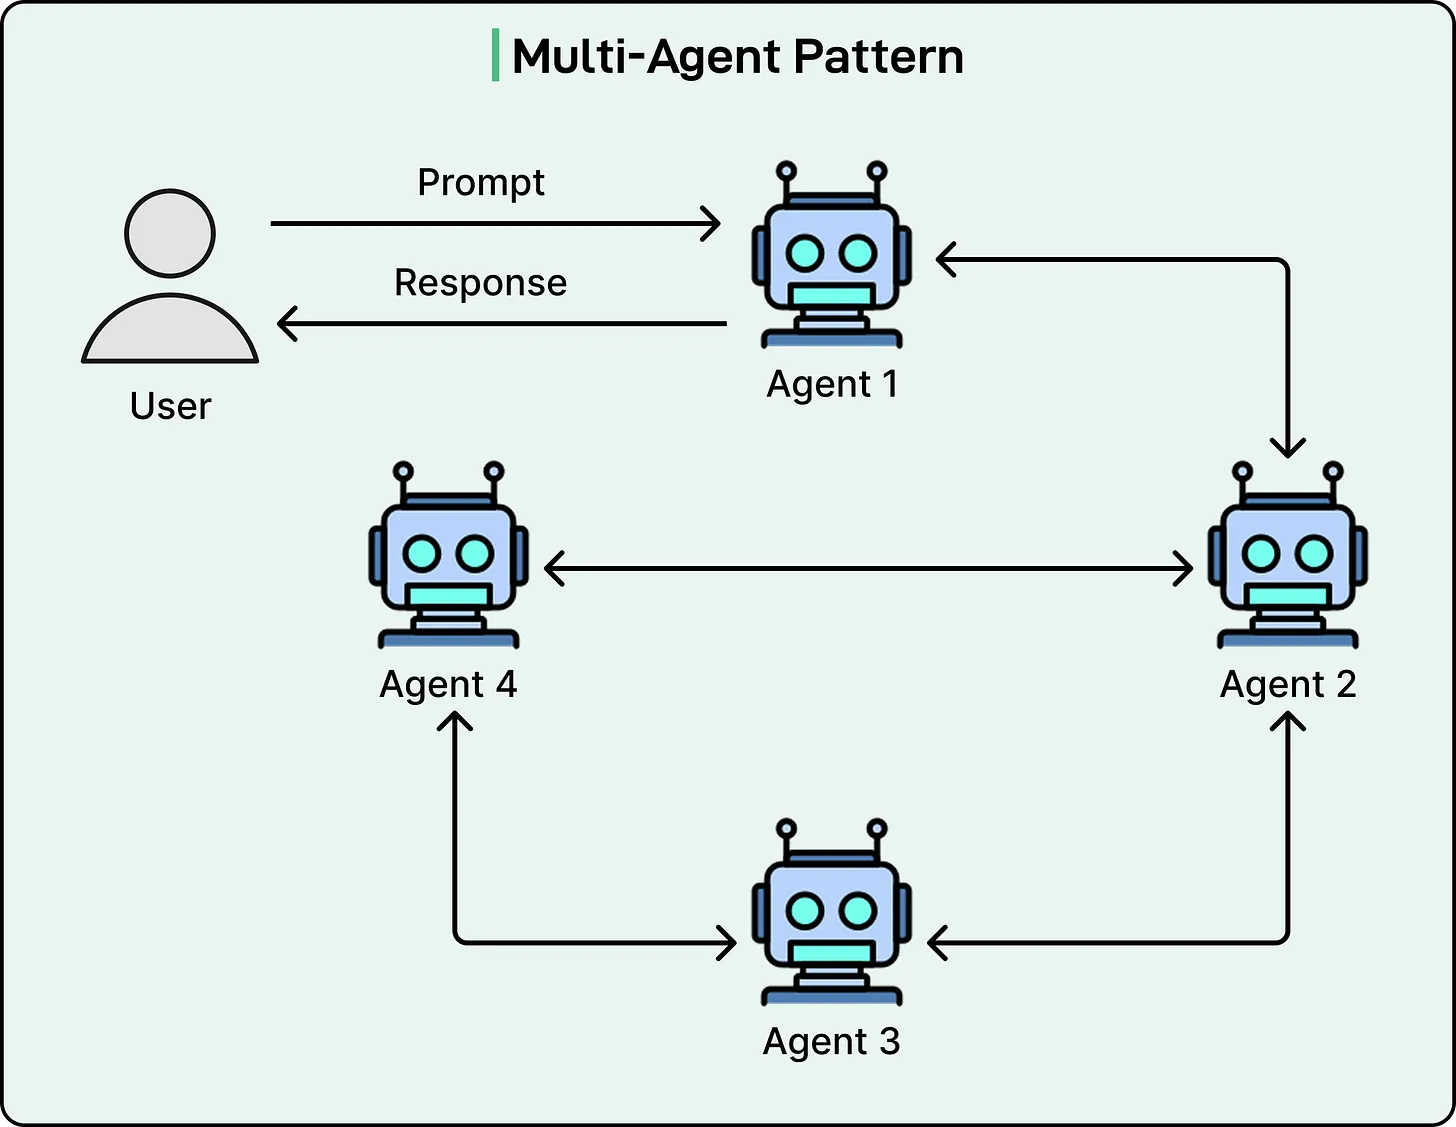 Multi-Agent Pattern
Prompt
Response
User
Agent 1
Agent 4
Agent 2
Agent 3